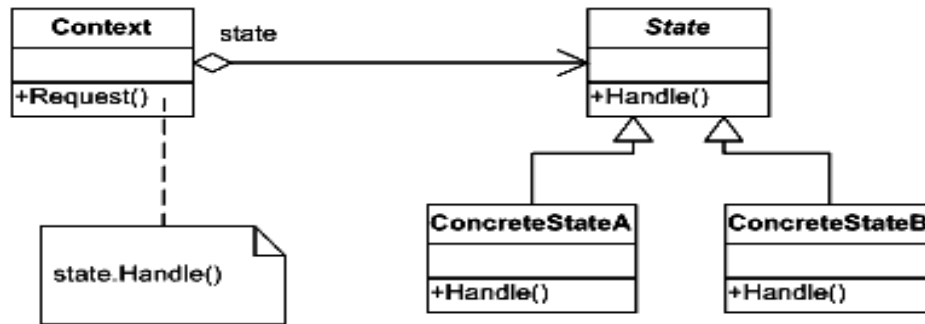 Context
state
State
+Request()
+Handle()
ConcreteStateA
ConcreteStateB
state.Handle()
+Handle()
+Handle()